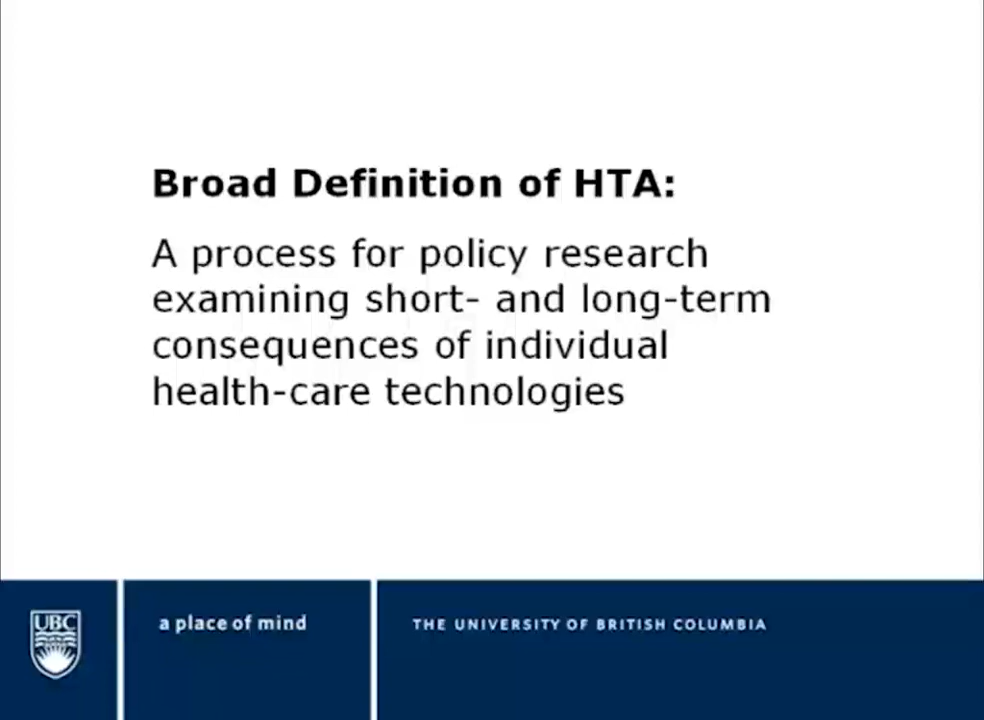 Broad Definition of HTA:
A process for policy research
examining short- and long-term
consequences of individual
health-care technologies
UBC
a place of mind
THE UNIVERSITY OF BRITISH COLUMBIA